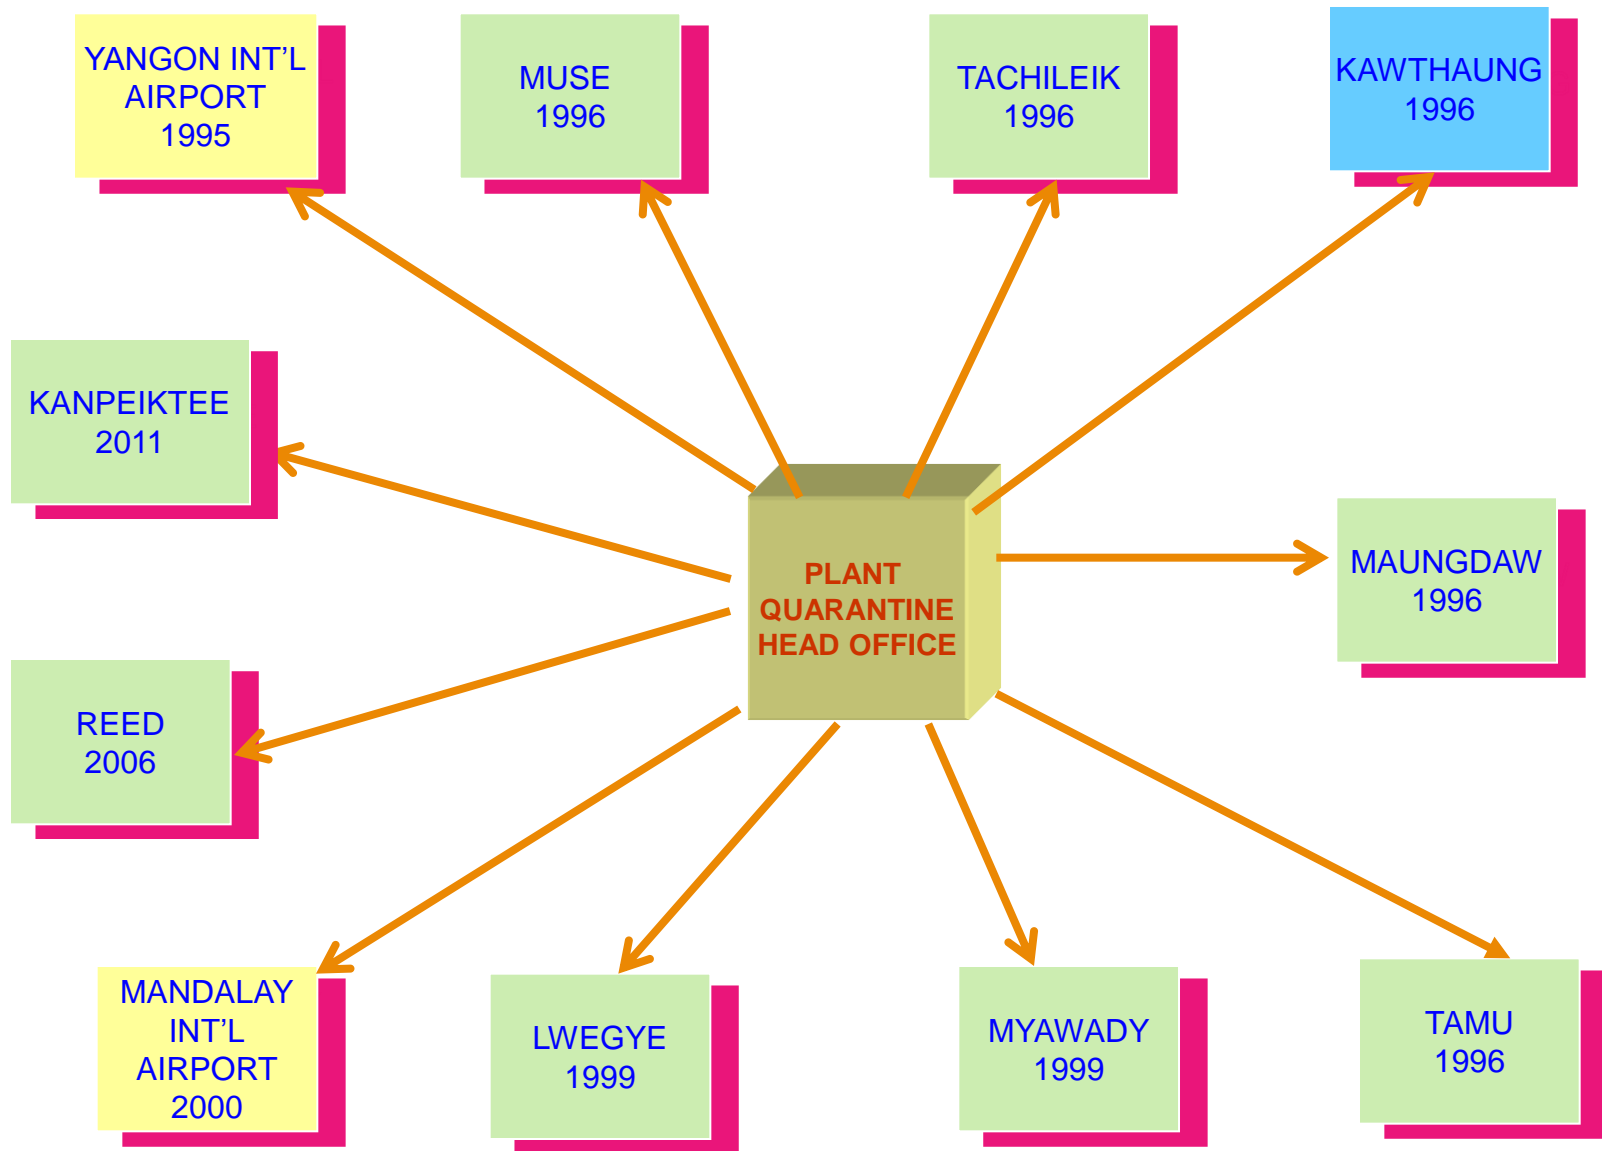 YANGON INT’L
AIRPORT
1995
MUSE
1996
TACHILEIK
1996
KAWTHAUNG
1996
KANPEIKTEE
2011
PLANT
QUARANTINE
HEAD OFFICE
MAUNGDAW
1996
REED
2006
MANDALAY
INT’L
AIRPORT
2000
LWEGYE
1999
MYAWADY
1999
TAMU
1996